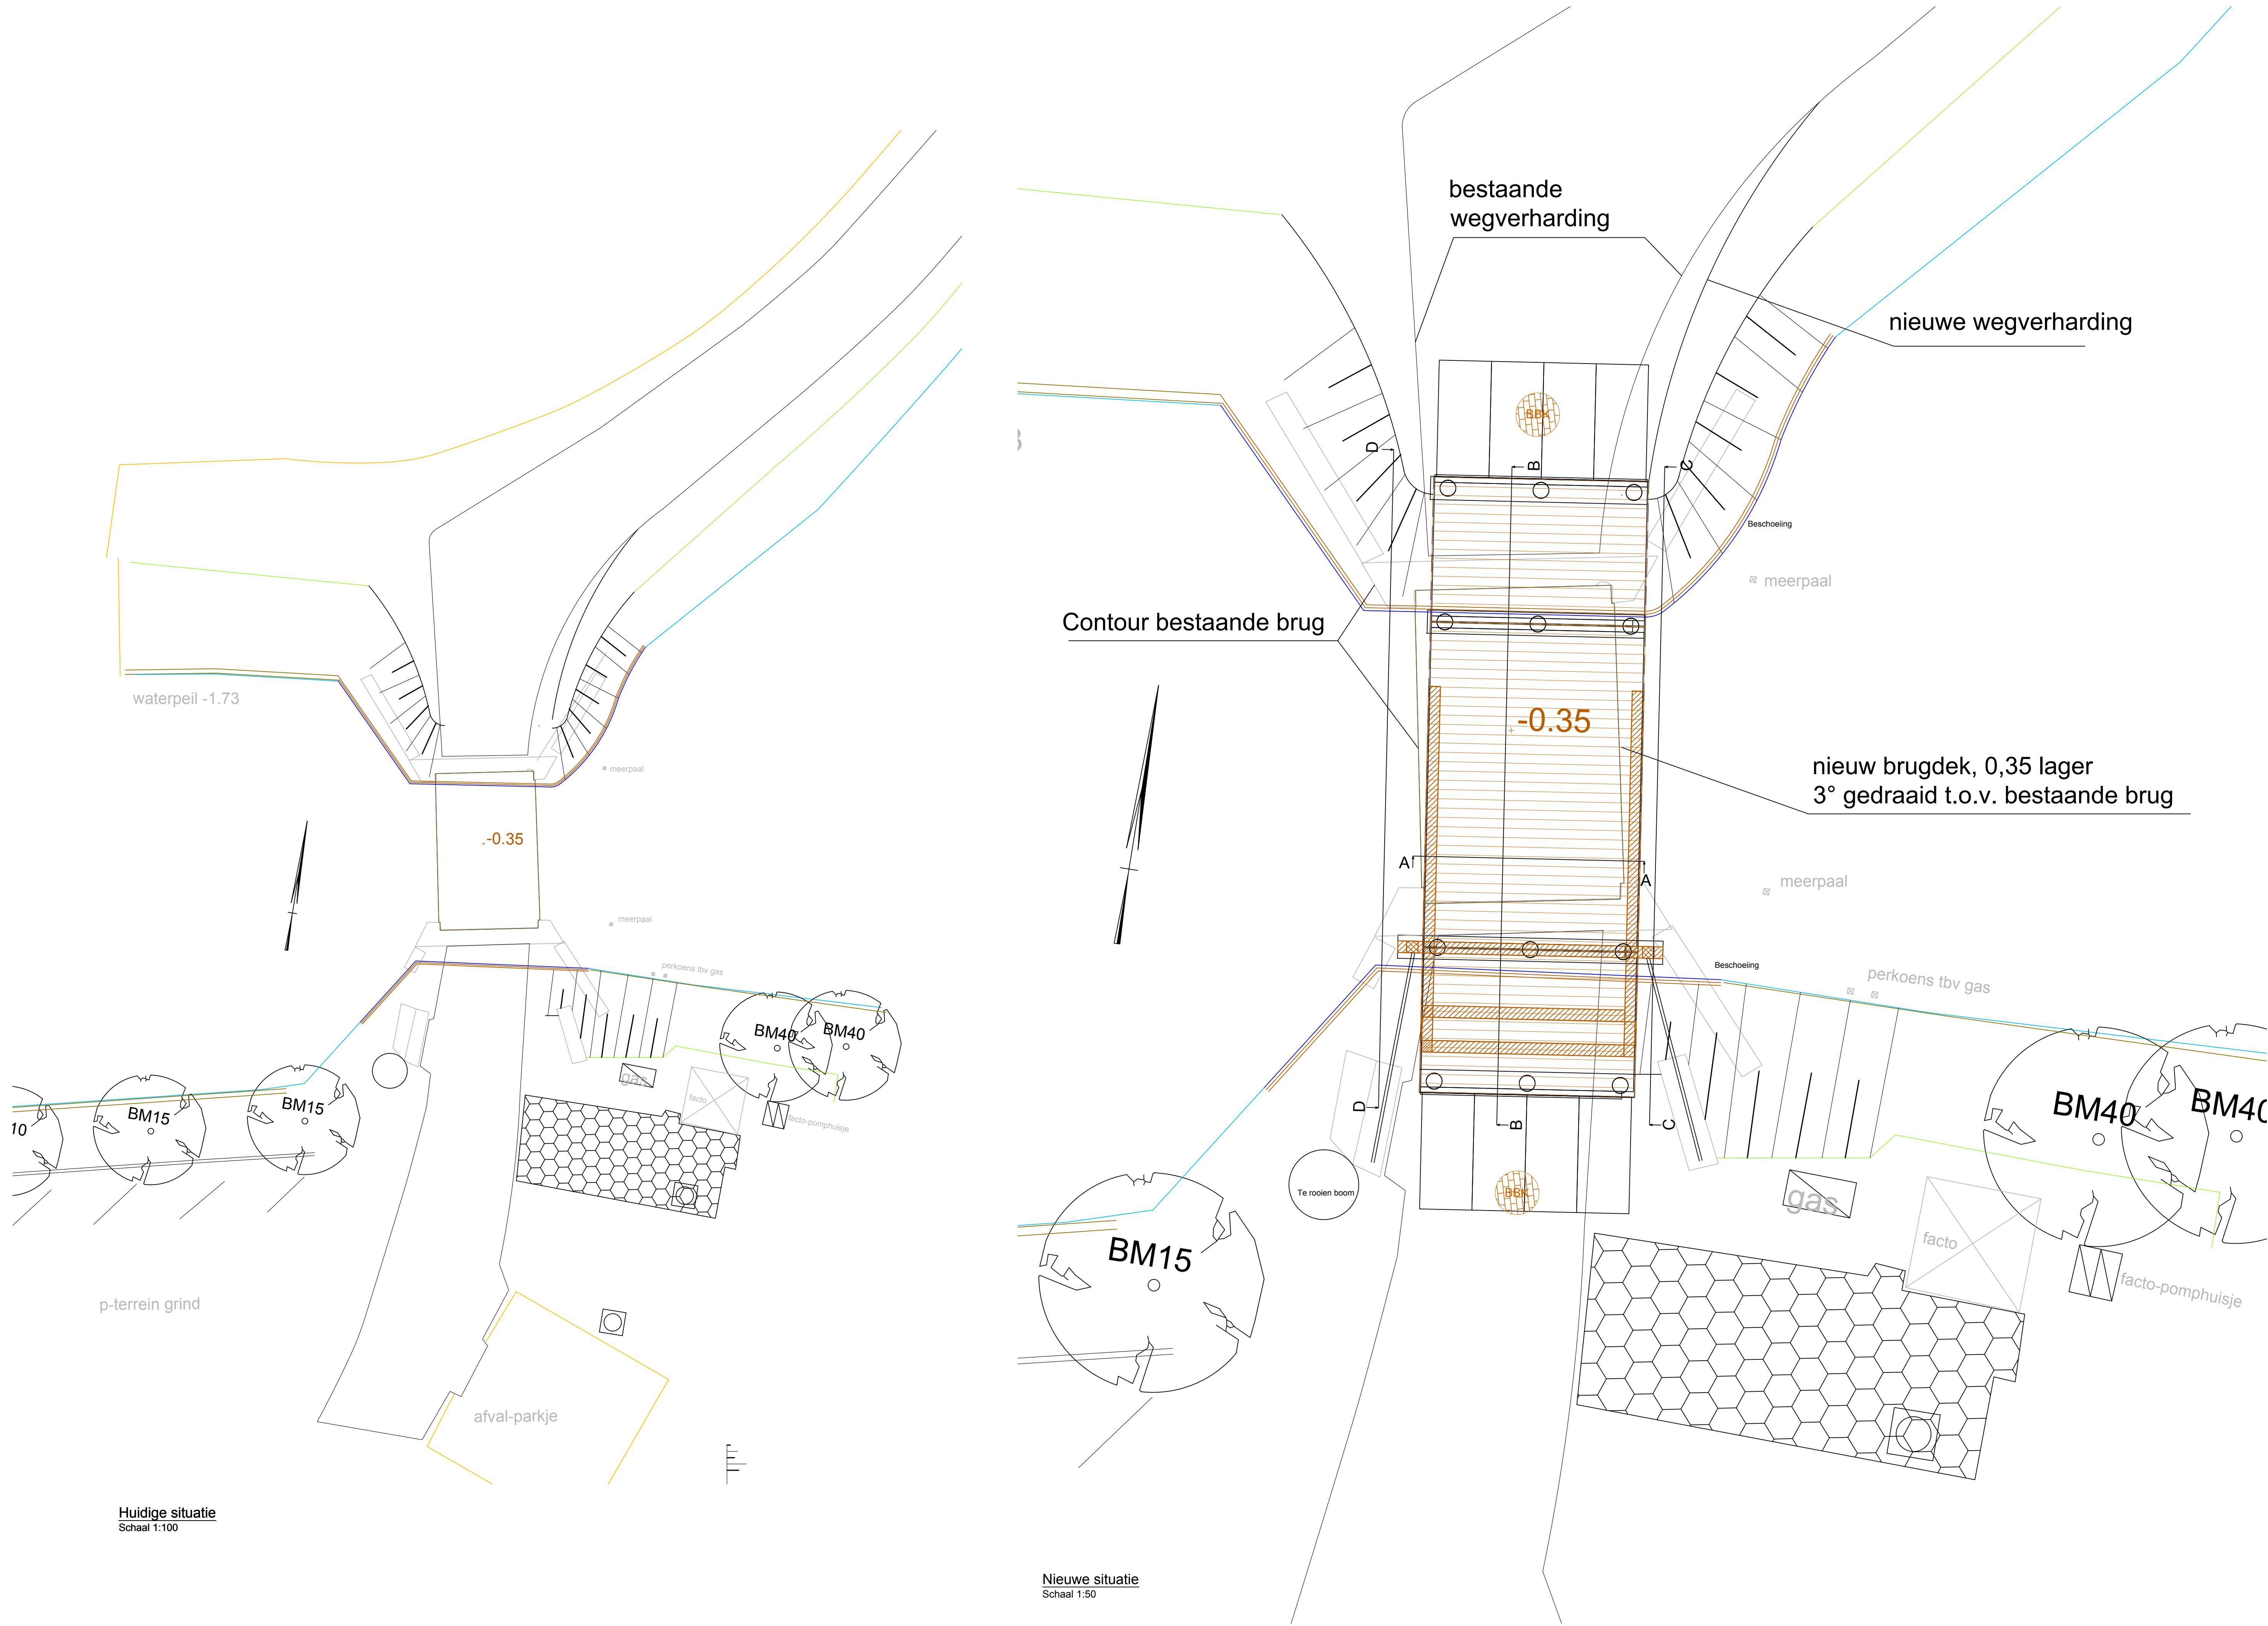 waterpeil -1.73
meerpaal
-0.35
meerpaal
perkoens tbv gas
BM40
BM40
gas
facto
facto-pomphuisje
10
BM15
BM15
p-terrein grind
afval-parkje
Huidige situatie
Schaal 1:100
bestaande
wegverharding
nieuwe wegverharding
BBK
D
B
C
Beschoeiing
meerpaal
Contour bestaande brug
-0.35
nieuw brugdek, 0,35 lager
3° gedraaid t.o.v. bestaande brug
A
A
meerpaal
Beschoeiing
perkoens tbv gas
D
B
C
BM40
BM40
Te rooien boom
BBK
gas
facto
facto-pomphuisje
BM15
Nieuwe situatie
Schaal 1:50